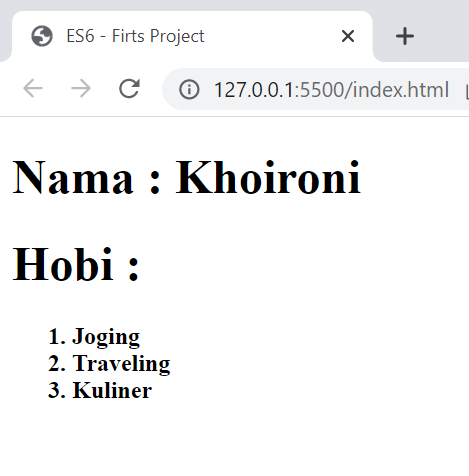 ES6 - Firts Project
127.0.0.1:5500/index.html
Nama : Khoironi
Hobi :
1. Joging
2. Traveling
3. Kuliner